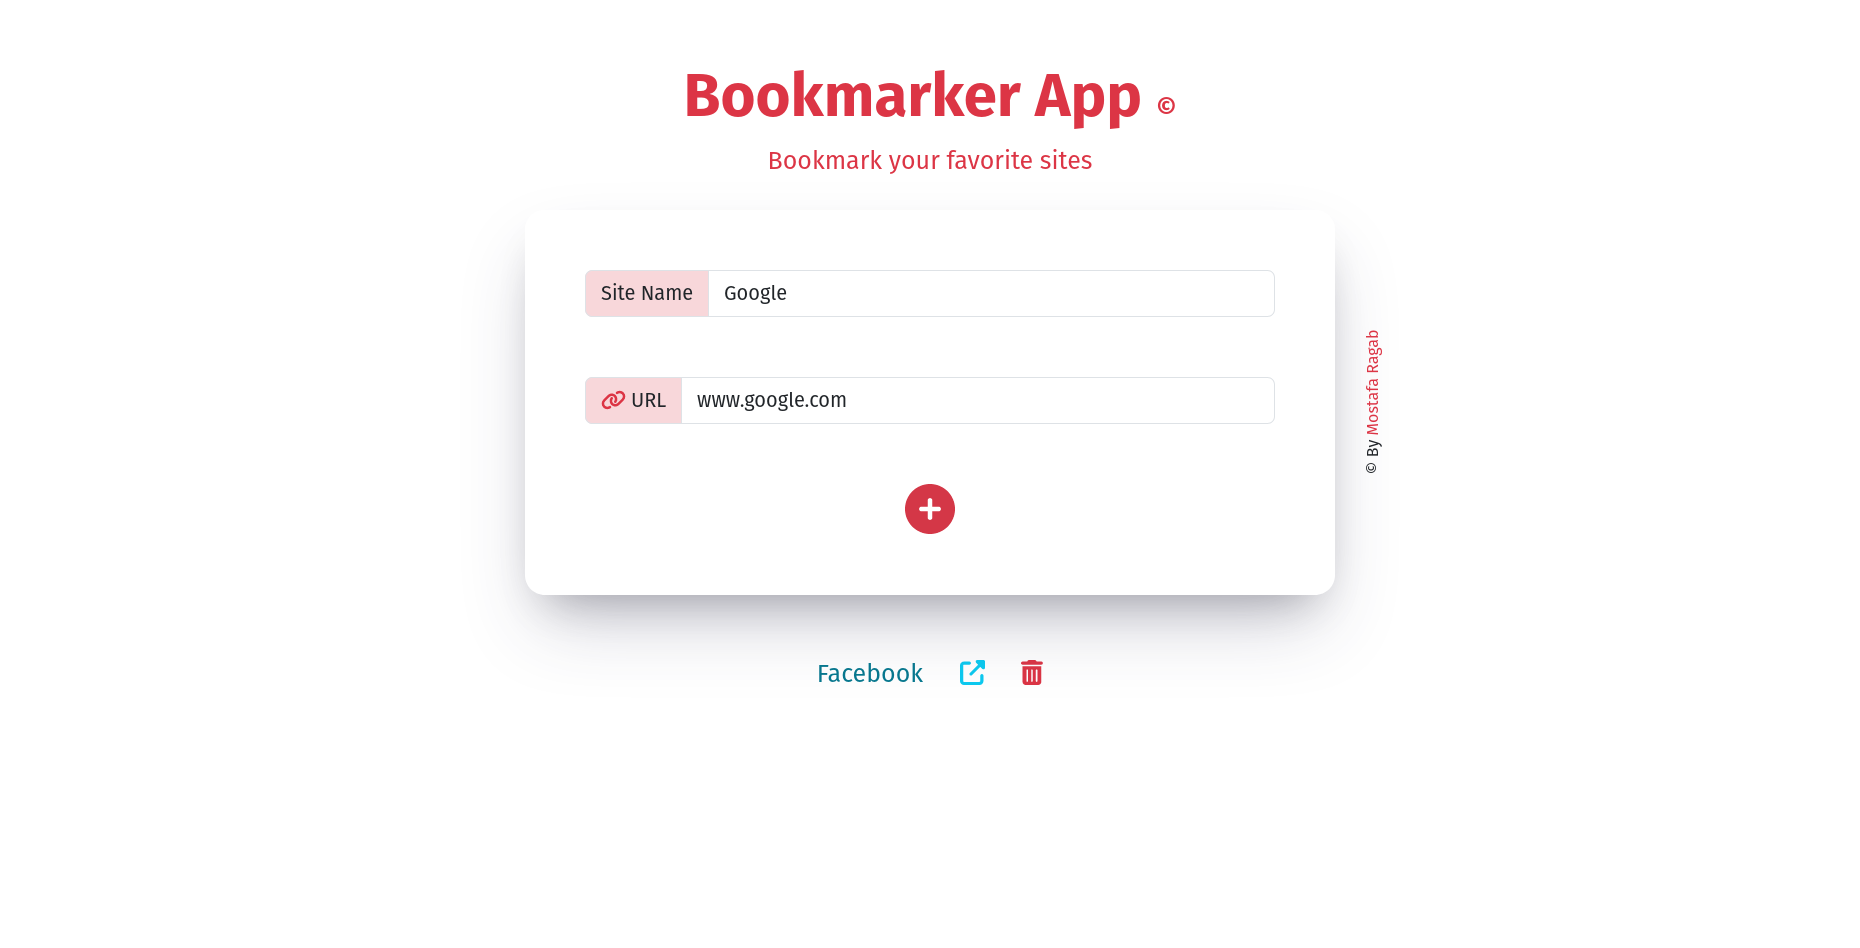 Bookmarker App ©
Bookmark your favorite sites
Site Name Google
URL www.google.com
© By Mostafa Ragab
Facebook